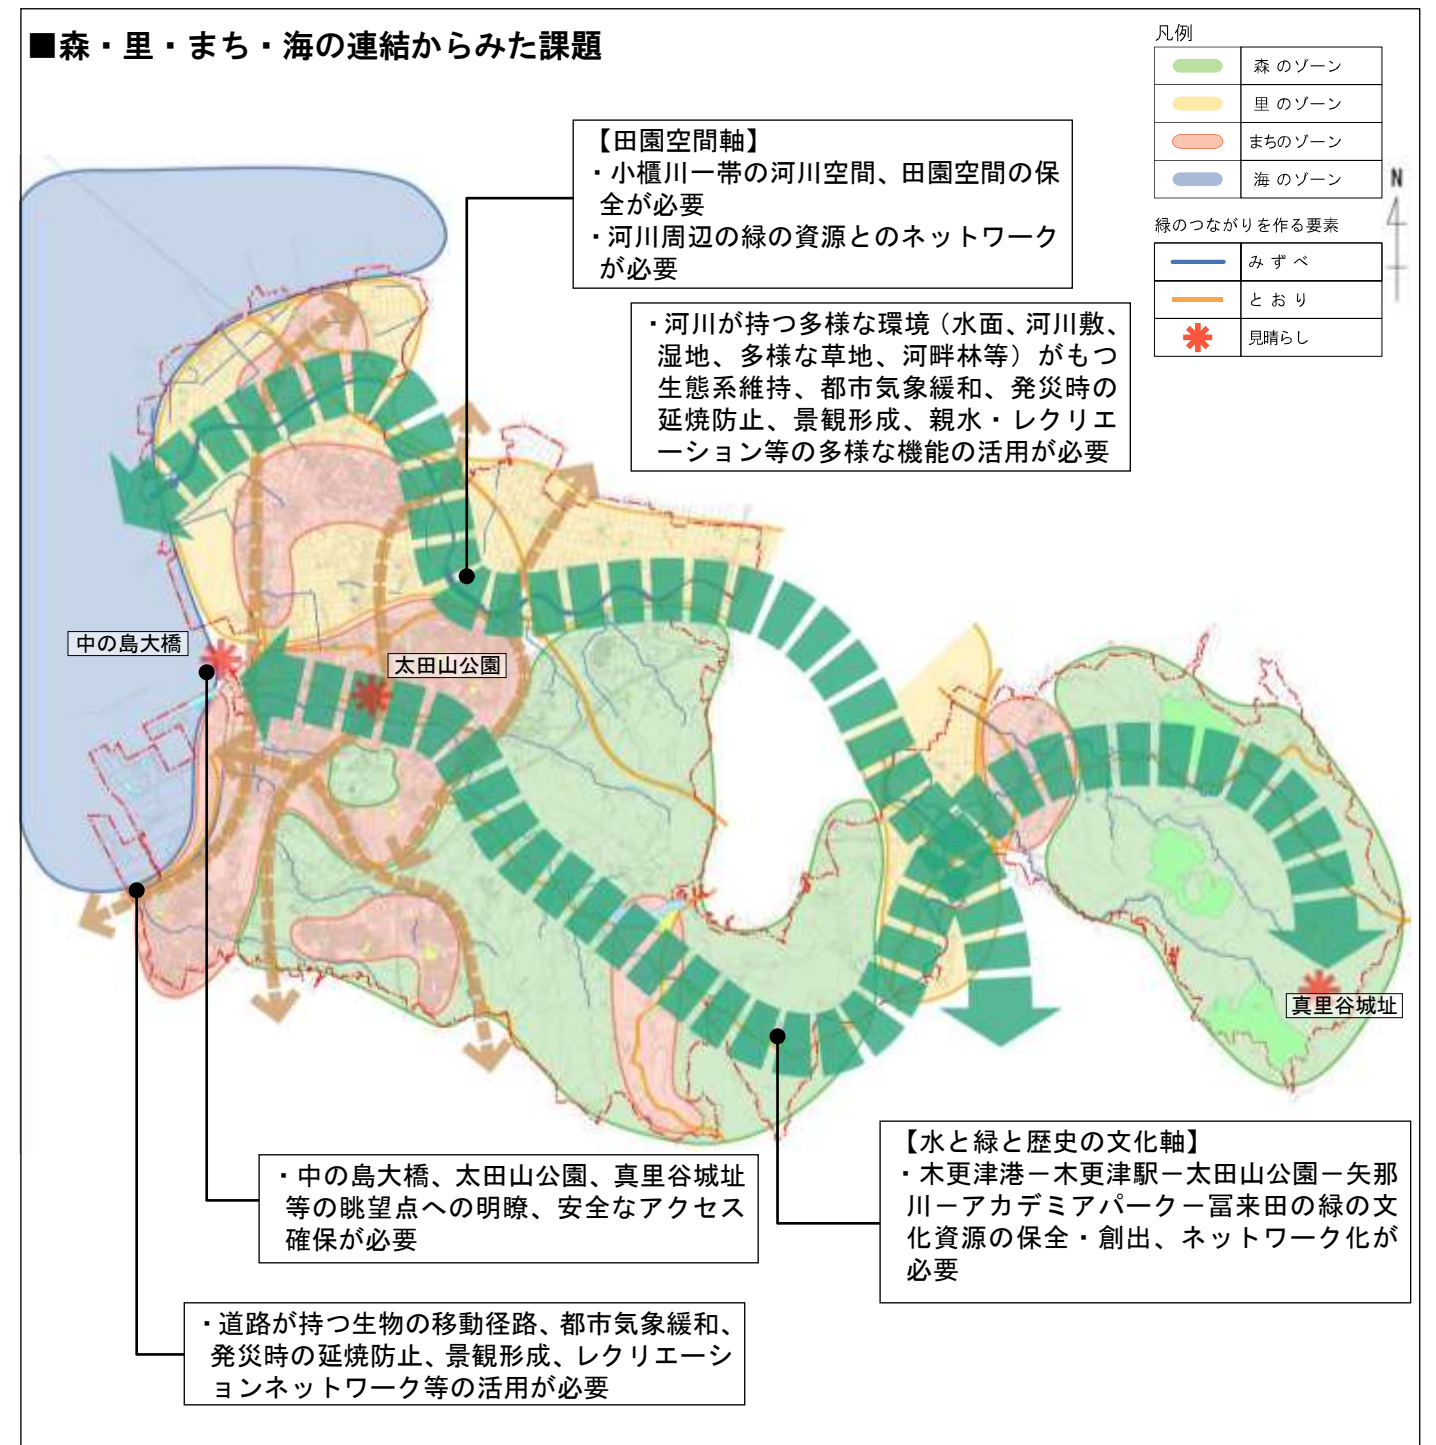 ■森・里・まち・海の連結からみた課題
凡例
森 のゾーン
里 のゾーン
まちのゾーン
海 のゾーン
N
緑のつながりを作る要素
み ず べ
と お り
見晴らし
【田園空間軸】
・小櫃川一帯の河川空間、田園空間の保
全が必要
・河川周辺の緑の資源とのネットワーク
が必要
・河川が持つ多様な環境（水面、河川敷、
湿地、多様な草地、河畔林等）がもつ
生態系維持、都市気象緩和、発災時の
延焼防止、景観形成、親水・レクリエ
ーション等の多様な機能の活用が必要
中の島大橋
太田山公園
真里谷城址
【水と緑と歴史の文化軸】
・木更津港－木更津駅－太田山公園－矢那
川－アカデミアパーク－冨来田の緑の文
化資源の保全・創出、ネットワーク化が
必要
・中の島大橋、太田山公園、真里谷城址
等の眺望点への明瞭、安全なアクセス
確保が必要
・道路が持つ生物の移動径路、都市気象緩和、
発災時の延焼防止、景観形成、レクリエーシ
ョンネットワーク等の活用が必要